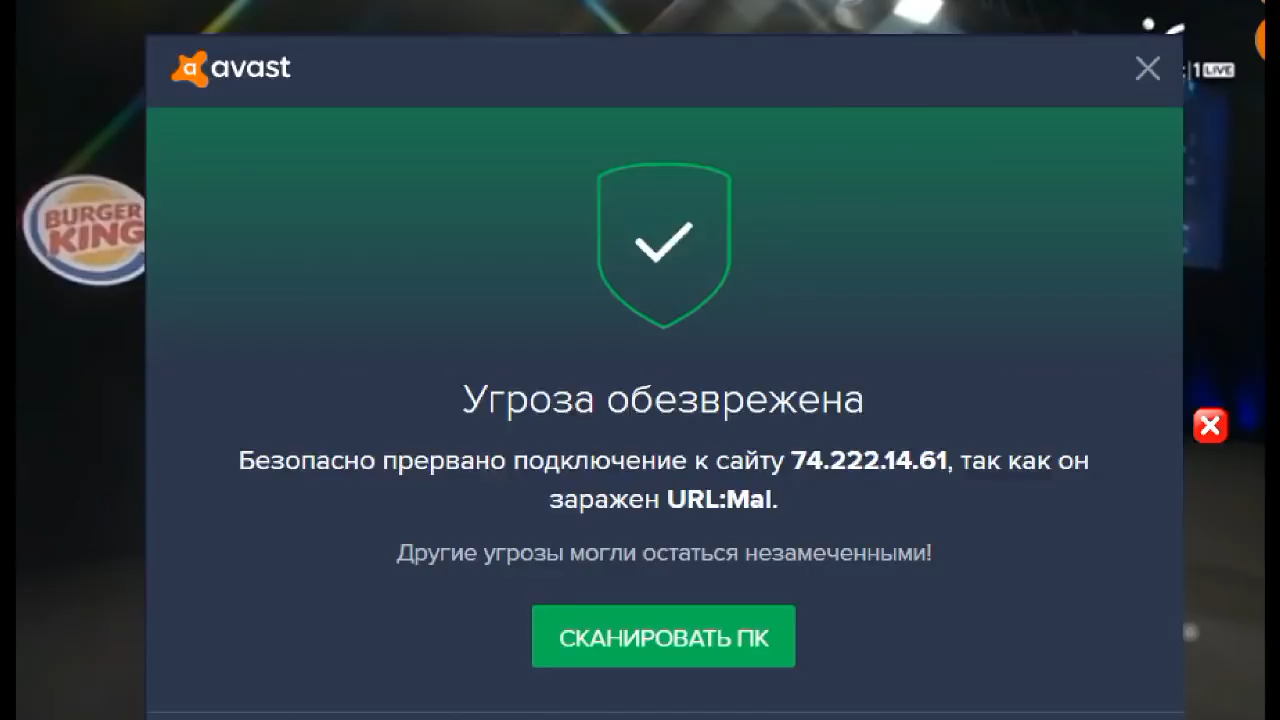 avast
1 LIVE
BURGER
KING
Угроза обезврежена
Безопасно прервано подключение к сайту 74.222.14.61, так как он
заражен URL:Mal.
Другие угрозы могли остаться незамеченными!
СКАНИРОВАТЬ ПК